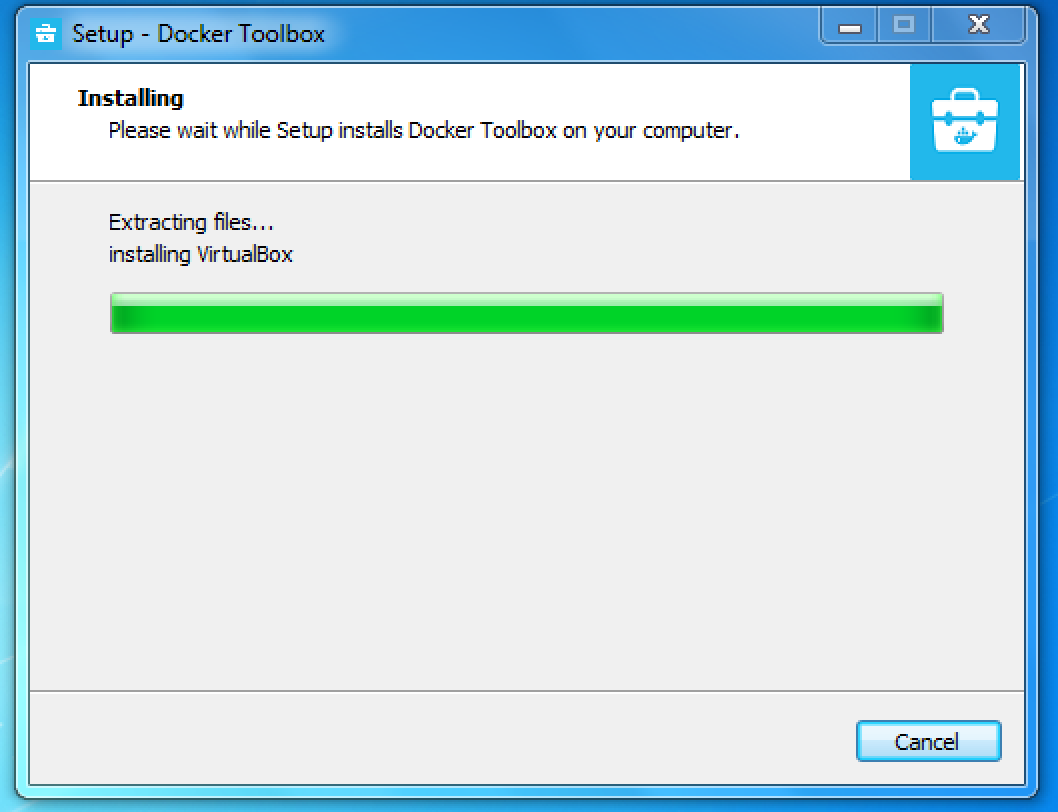 Setup - Docker Toolbox
Installing
Please wait while Setup installs Docker Toolbox on your computer.
Extracting files...
installing VirtualBox
Cancel